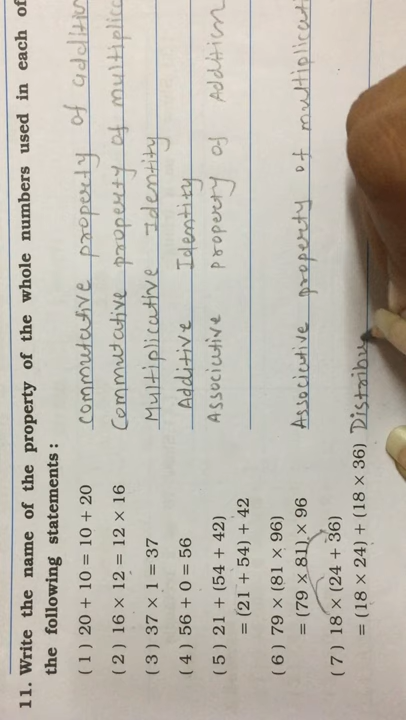 11. Write the name of the property of the whole numbers used in each of
the following statements :
( 1 ) 20 + 10 = 10 + 20 commutative property of addition
( 2 ) 16 × 12 = 12 × 16 Commutative property of multiplic
( 3 ) 37 × 1 = 37 Multiplicative Identity
( 4 ) 56 + 0 = 56 Additive Identity
( 5 ) 21 + (54 + 42) Associative property of Addition
= (21 + 54) + 42
( 6 ) 79 × (81 × 96)
= (79 × 81) × 96 Associative property of multiplicati
( 7 ) 18 × (24 + 36)
= (18 × 24) + (18 × 36) Distribu